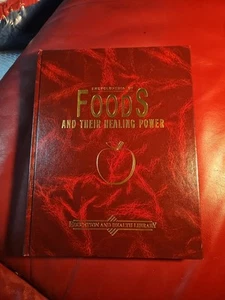 ENCYCLOPEDIA OF
FOODS
AND THEIR HEALING POWER
EDUCATION AND HEALTH LIBRARY